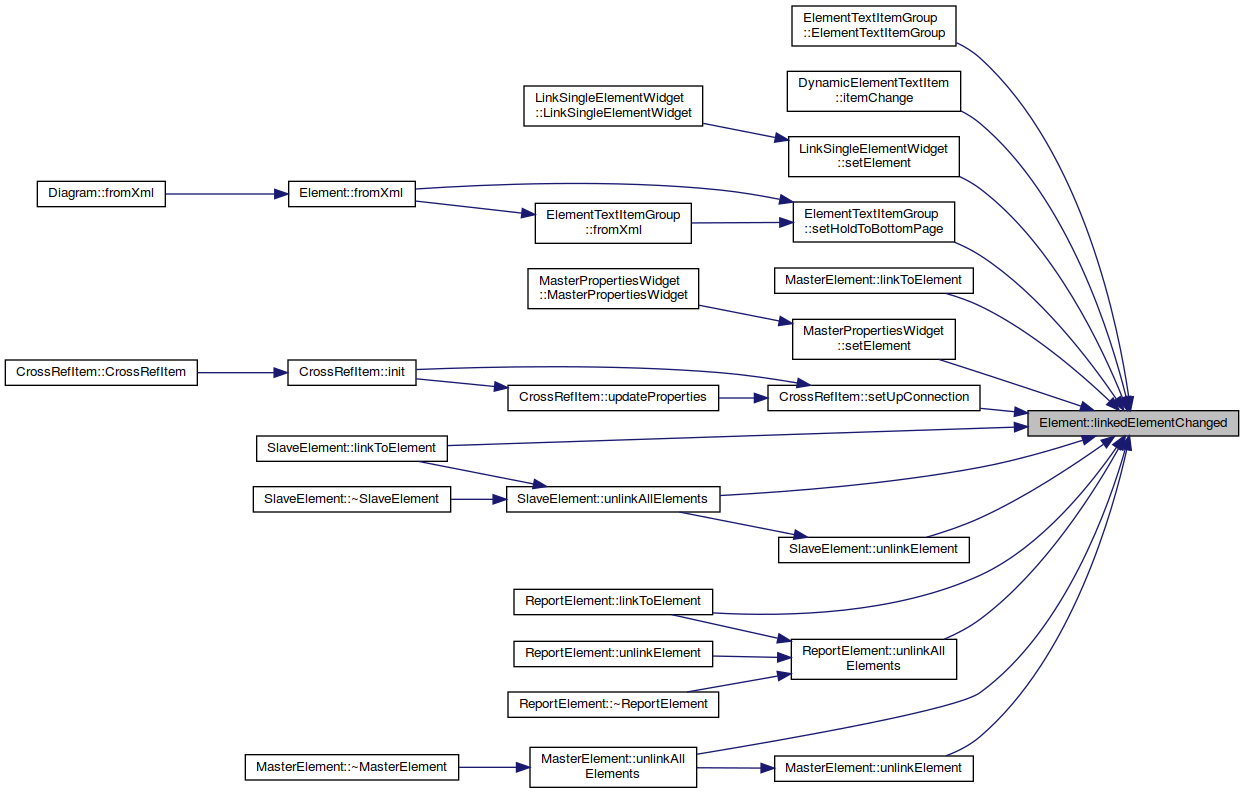 ElementTextItemGroup
::ElementTextItemGroup
DynamicElementTextItem
::itemChange
LinkSingleElementWidget
::LinkSingleElementWidget
LinkSingleElementWidget
::setElement
Diagram::fromXml
Element::fromXml
ElementTextItemGroup
::fromXml
ElementTextItemGroup
::setHoldToBottomPage
MasterElement::linkToElement
MasterPropertiesWidget
::MasterPropertiesWidget
MasterPropertiesWidget
::setElement
CrossRefItem::CrossRefItem
CrossRefItem::init
CrossRefItem::updateProperties
CrossRefItem::setUpConnection
Element::linkedElementChanged
SlaveElement::linkToElement
SlaveElement::~SlaveElement
SlaveElement::unlinkAllElements
SlaveElement::unlinkElement
ReportElement::linkToElement
ReportElement::unlinkElement
ReportElement::unlinkAll
Elements
ReportElement::~ReportElement
MasterElement::~MasterElement
MasterElement::unlinkAll
Elements
MasterElement::unlinkElement